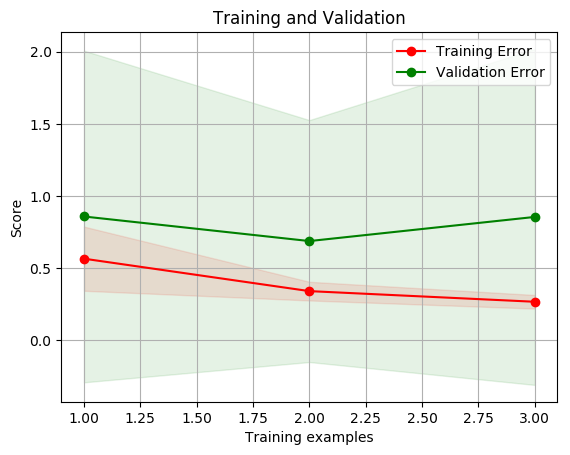 Training and Validation
Training Error
Validation Error
2.0
1.5
1.0
0.5
0.0
Score
1.00
1.25
1.50
1.75
2.00
2.25
2.50
2.75
3.00
Training examples